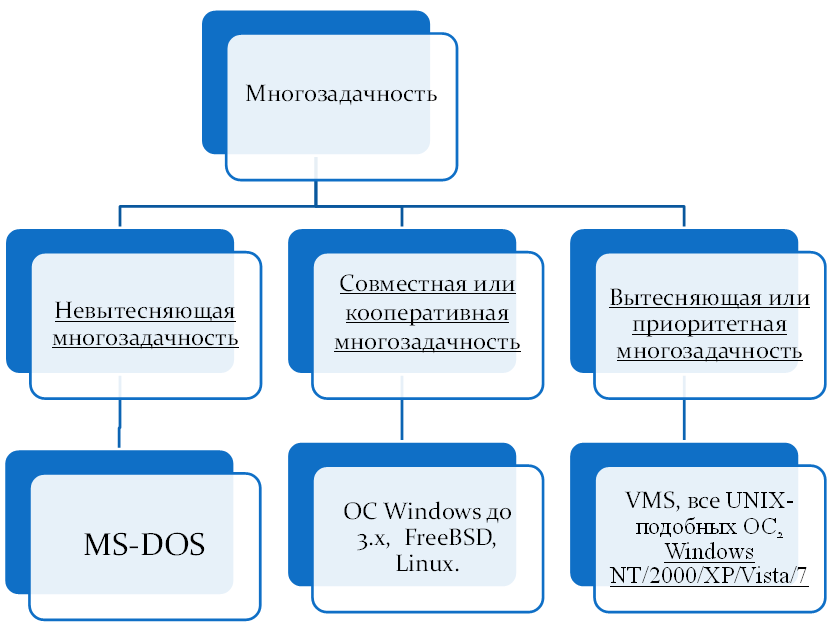 Многозадачность
Невытесняющая
многозадачность
Совместная или
кооперативная
многозадачность
Вытесняющая или
приоритетная
многозадачность
MS-DOS
ОС Windows до
3.x, FreeBSD,
Linux.
VMS, все UNIX-
подобных ОС,
Windows
NT/2000/XP/Vista/7